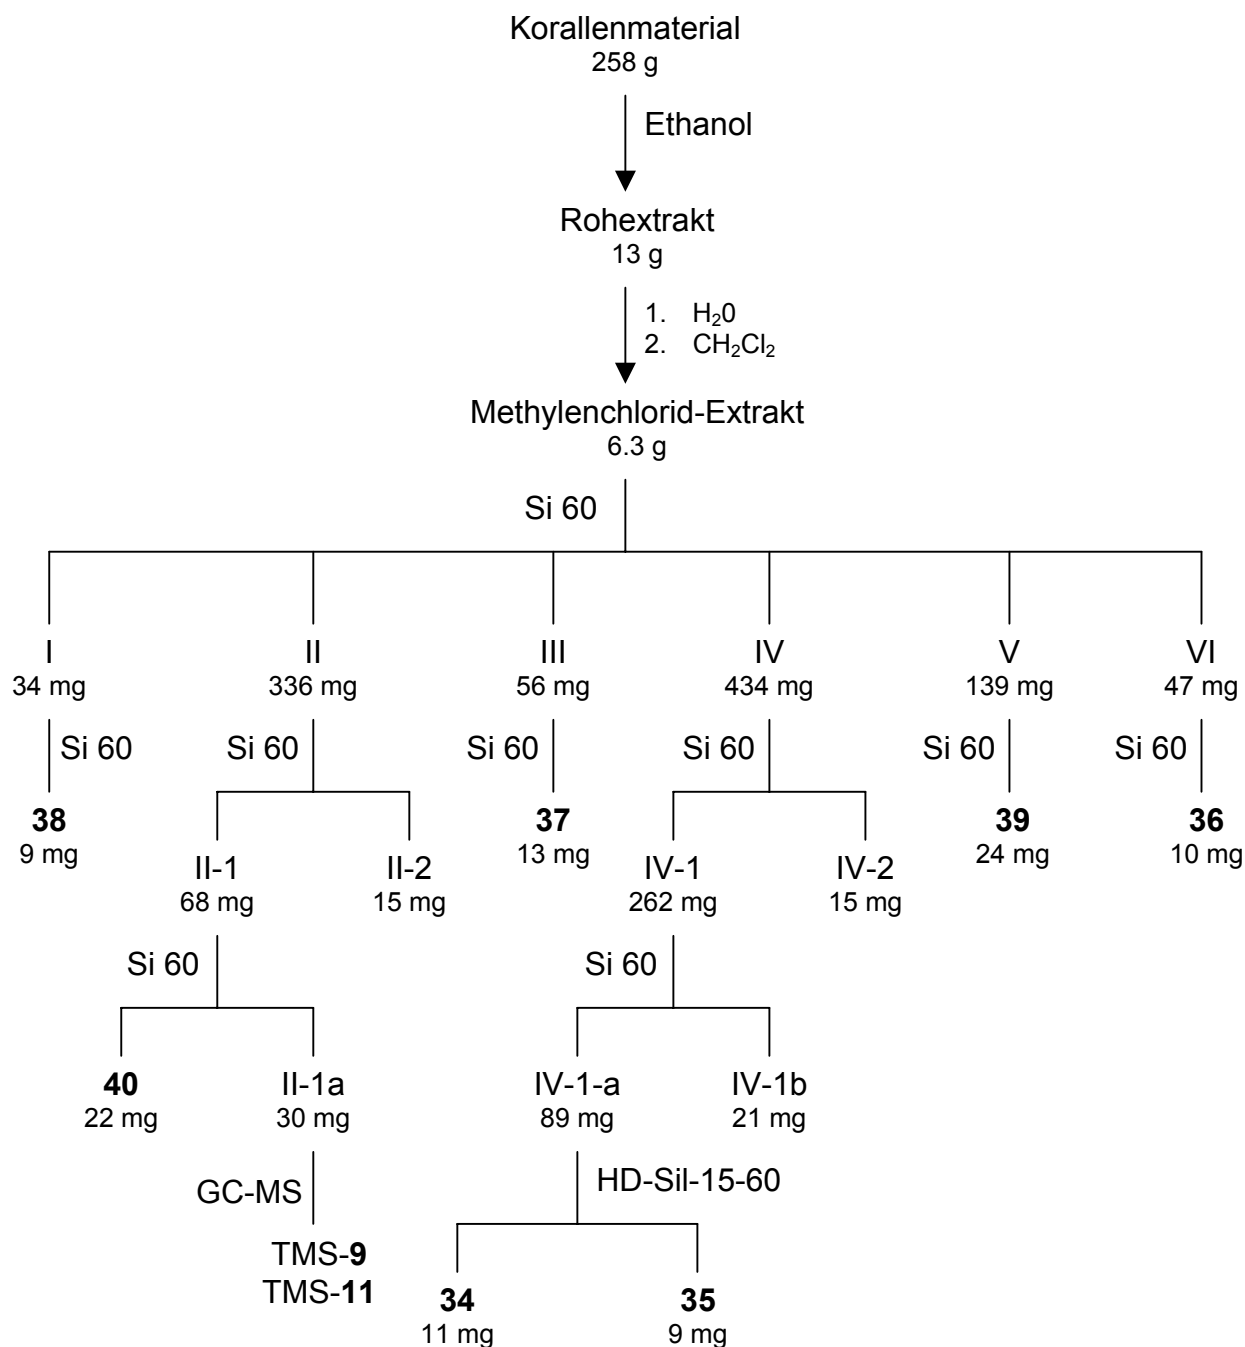 Korallenmaterial
258 g
Ethanol
Rohextrakt
13 g
1. H₂0
2. CH₂Cl₂
Methylenchlorid-Extrakt
6.3 g
Si 60
I II III IV V VI
34 mg 336 mg 56 mg 434 mg 139 mg 47 mg
Si 60 Si 60 Si 60 Si 60 Si 60 Si 60
38 37 39 36
9 mg 13 mg 24 mg 10 mg
II-1 II-2 IV-1 IV-2
68 mg 15 mg 262 mg 15 mg
Si 60 Si 60
40 II-1a IV-1-a IV-1b
22 mg 30 mg 89 mg 21 mg
GC-MS HD-Sil-15-60
TMS-9
TMS-11
34 35
11 mg 9 mg